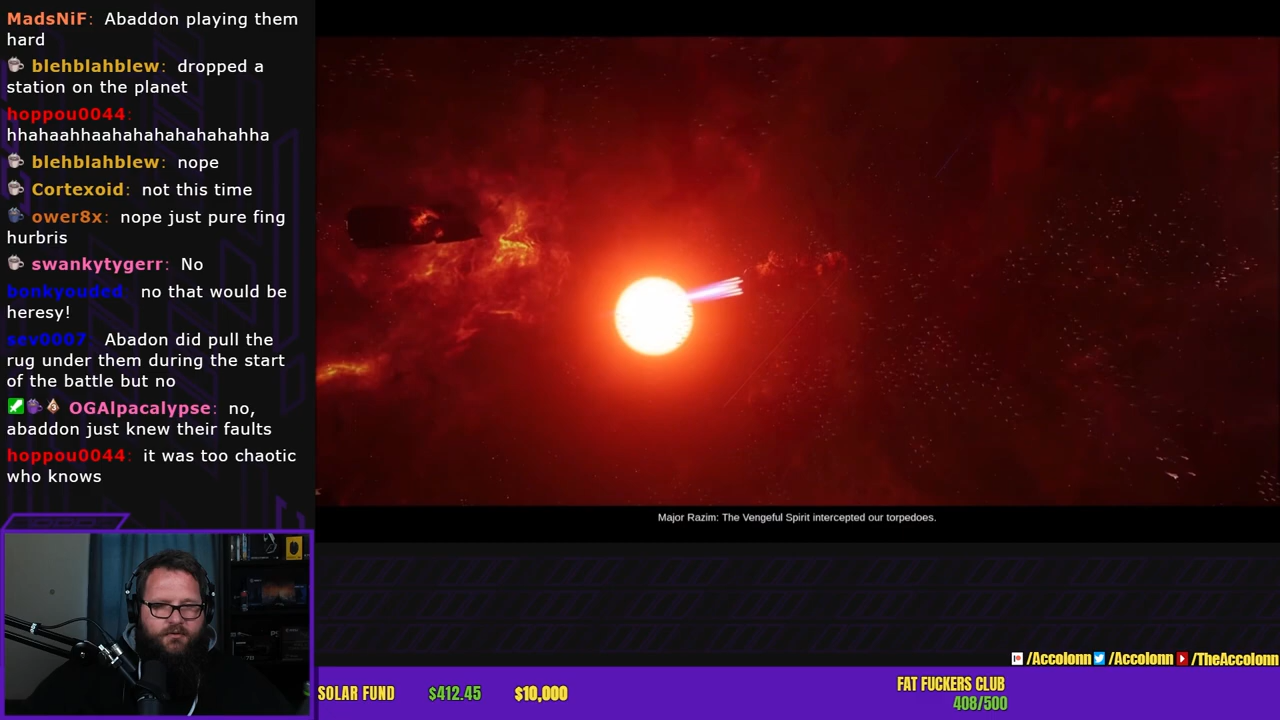 MadsNiF: Abaddon playing them
hard
blehblahblew: dropped a
station on the planet
hoppou0044:
hhahaahhaahahahahahahahha
blehblahblew: nope
Cortexoid: not this time
ower8x: nope just pure fing
hurbris
swankytygerr: No
bonkyouded: no that would be
heresy!
sev0007: Abadon did pull the
rug under them during the start
of the battle but no
OGAlpacalypse: no,
abaddon just knew their faults
hoppou0044: it was too chaotic
who knows
Major Razim: The Vengeful Spirit intercepted our torpedoes.
/Accolonn /Accolonn /TheAccolonn
SOLAR FUND $412.45 $10,000
FAT FUCKERS CLUB
408/500